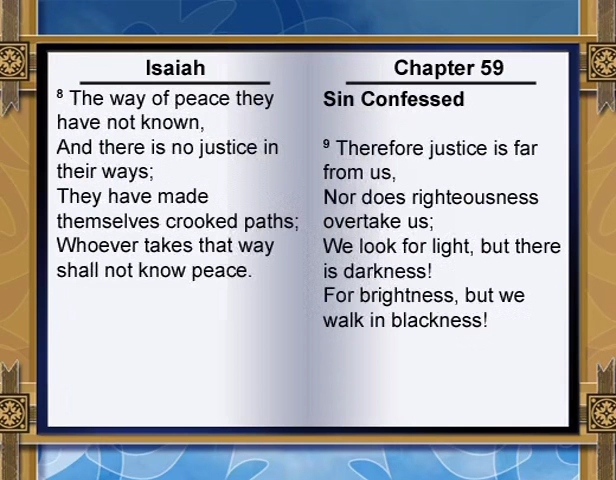 Isaiah
⁸ The way of peace they
have not known,
And there is no justice in
their ways;
They have made
themselves crooked paths;
Whoever takes that way
shall not know peace.
Chapter 59
Sin Confessed
⁹ Therefore justice is far
from us,
Nor does righteousness
overtake us;
We look for light, but there
is darkness!
For brightness, but we
walk in blackness!